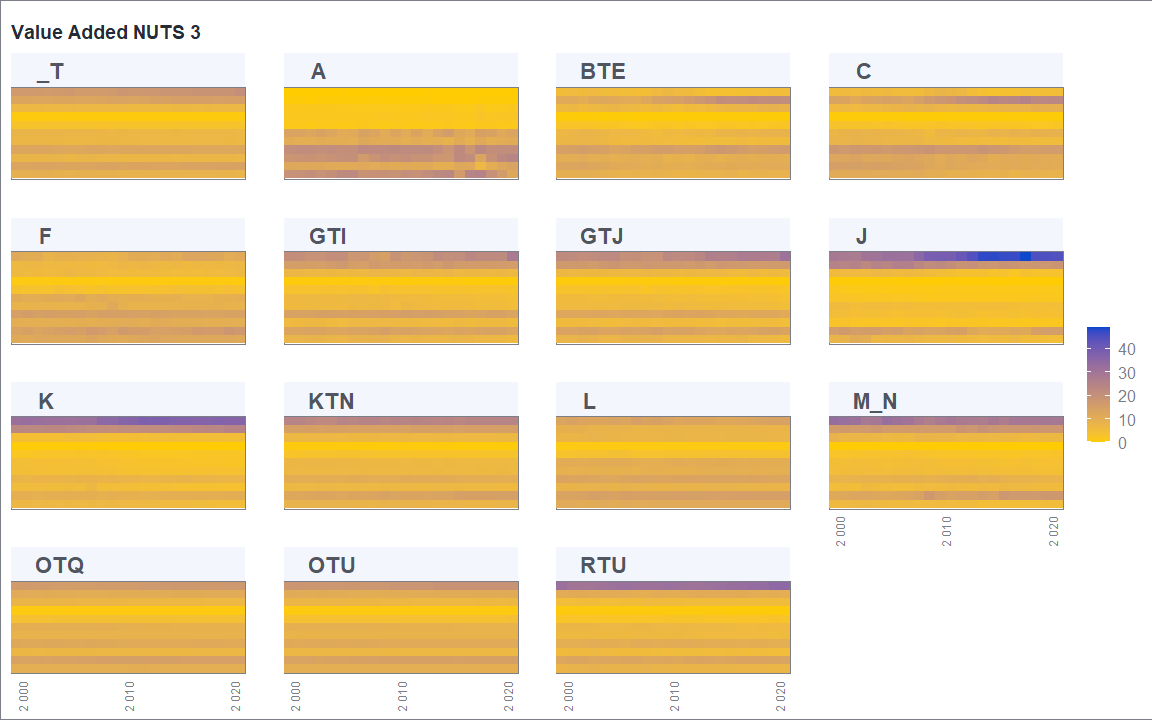 Value Added NUTS 3
_T
A
BTE
C
F
GTI
GTJ
J
40
30
20
10
0
K
KTN
L
M_N
2 000
2 010
2 020
OTQ
OTU
RTU
2 000
2 010
2 020
2 000
2 010
2 020
2 000
2 010
2 020